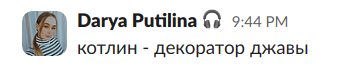 Darya Putilina 🎧 9:44 PM
котлин - декоратор джавы